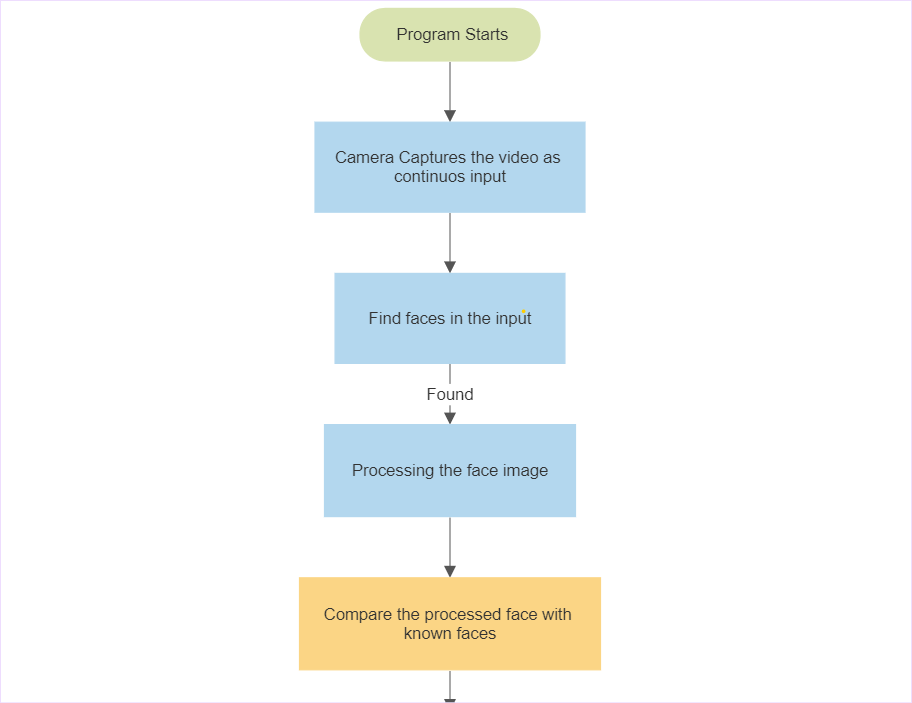 Program Starts
Camera Captures the video as
continuos input
Find faces in the input
Found
Processing the face image
Compare the processed face with
known faces